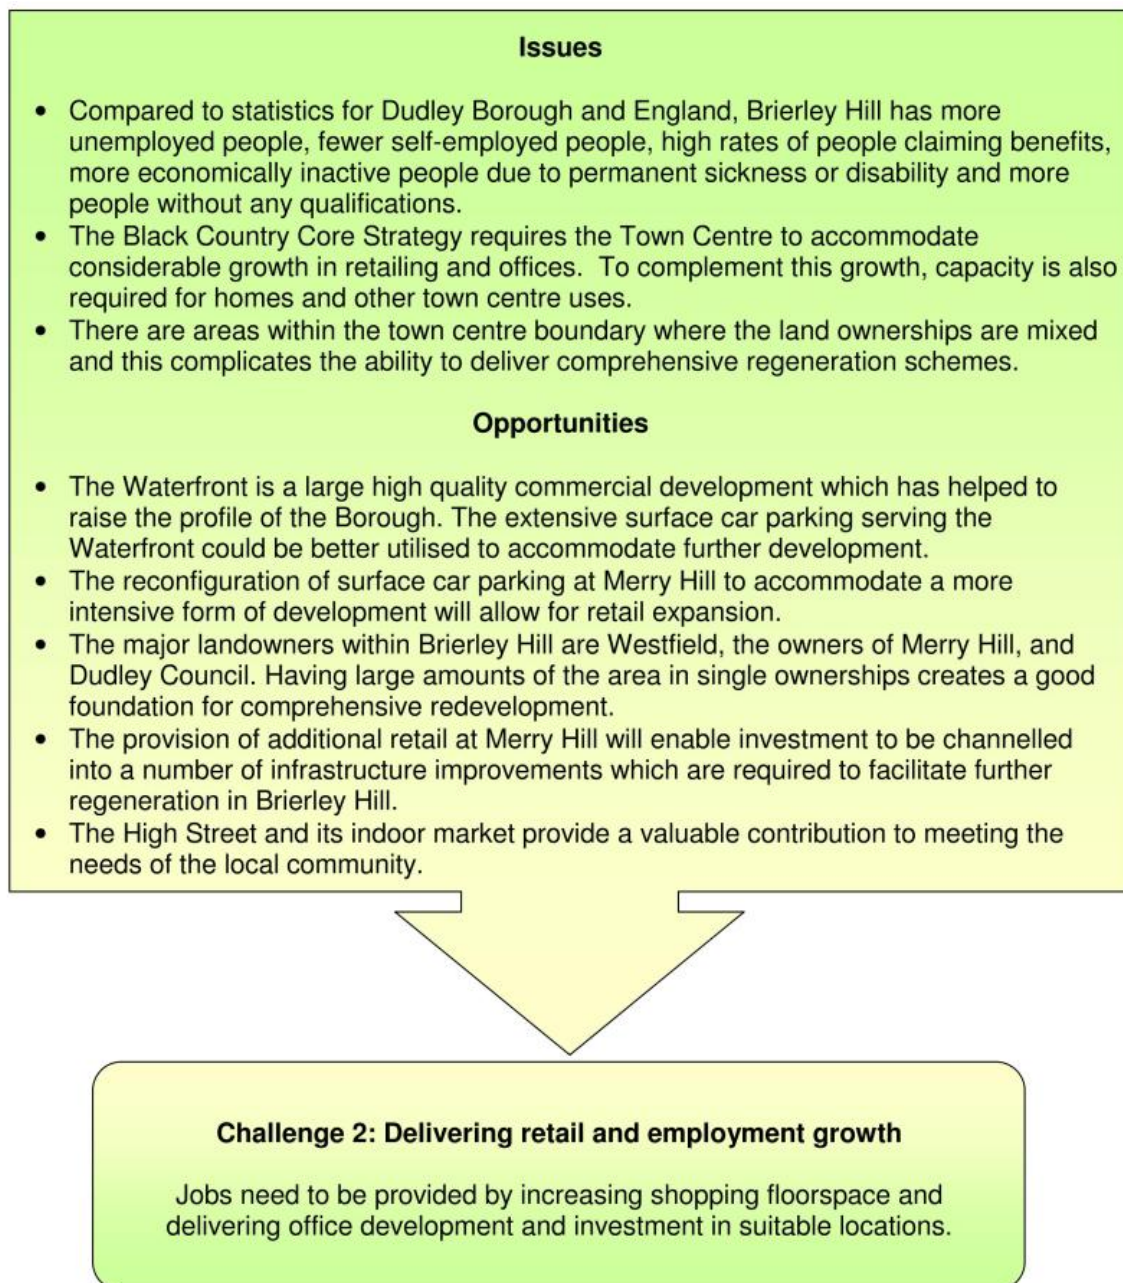 Issues
• Compared to statistics for Dudley Borough and England, Brierley Hill has more
unemployed people, fewer self-employed people, high rates of people claiming benefits,
more economically inactive people due to permanent sickness or disability and more
people without any qualifications.
• The Black Country Core Strategy requires the Town Centre to accommodate
considerable growth in retailing and offices.  To complement this growth, capacity is also
required for homes and other town centre uses.
• There are areas within the town centre boundary where the land ownerships are mixed
and this complicates the ability to deliver comprehensive regeneration schemes.
Opportunities
• The Waterfront is a large high quality commercial development which has helped to
raise the profile of the Borough. The extensive surface car parking serving the
Waterfront could be better utilised to accommodate further development.
• The reconfiguration of surface car parking at Merry Hill to accommodate a more
intensive form of development will allow for retail expansion.
• The major landowners within Brierley Hill are Westfield, the owners of Merry Hill, and
Dudley Council. Having large amounts of the area in single ownerships creates a good
foundation for comprehensive redevelopment.
• The provision of additional retail at Merry Hill will enable investment to be channelled
into a number of infrastructure improvements which are required to facilitate further
regeneration in Brierley Hill.
• The High Street and its indoor market provide a valuable contribution to meeting the
needs of the local community.
Challenge 2: Delivering retail and employment growth
Jobs need to be provided by increasing shopping floorspace and
delivering office development and investment in suitable locations.